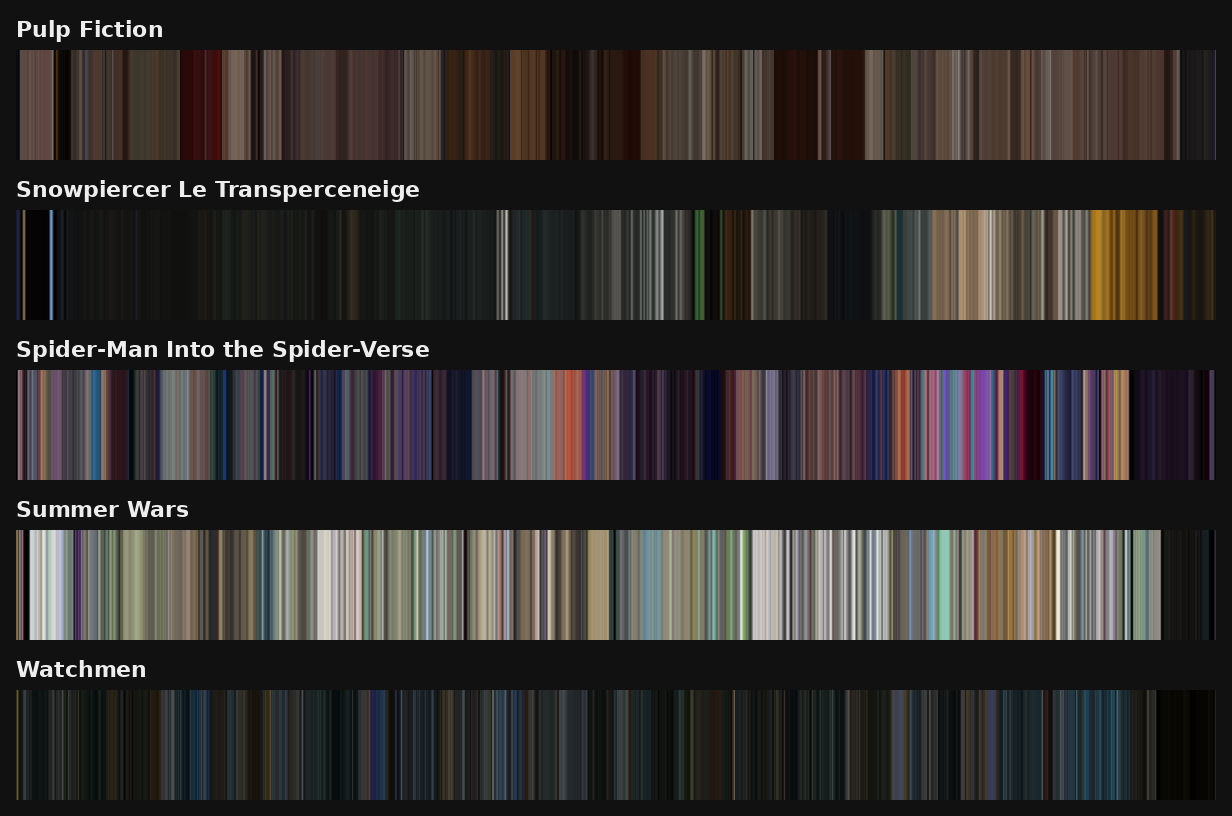 Pulp Fiction
Snowpiercer Le Transperceneige
Spider-Man Into the Spider-Verse
Summer Wars
Watchmen